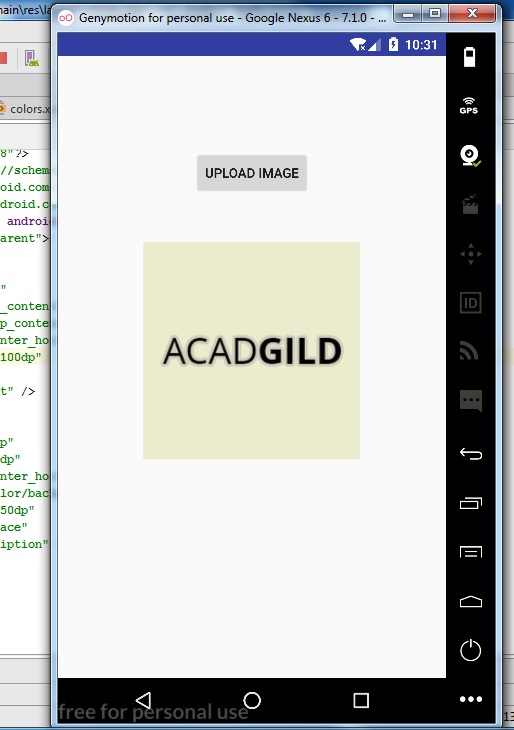 Genymotion for personal use - Google Nexus 6 - 7.1.0 - ...
main\res\la
10:31
GPS
colors.x
8"?>
//schem
oid.com
droid.c
androi
arent">
UPLOAD IMAGE
ID
"
_conten
p_conte
nter_ho
100dp"
t" />
ACADGILD
p"
dp"
nter_ho
lor/bac
50dp"
ace"
iption"
free for personal use
13